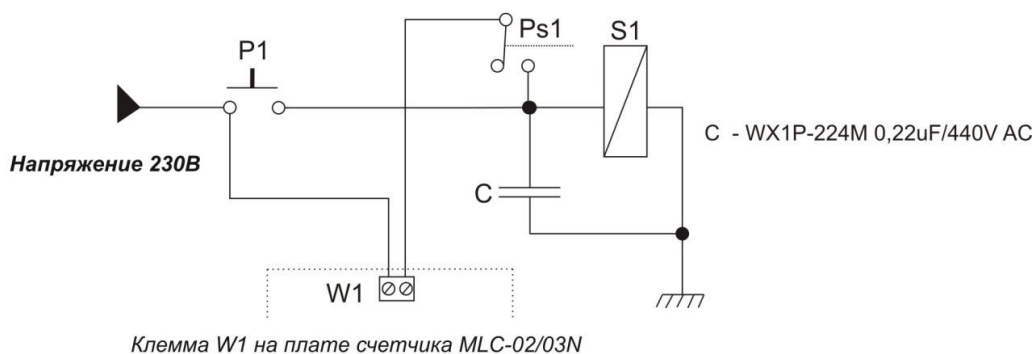 Ps1
S1
P1
C - WX1P-224M 0,22uF/440V AC
Напряжение 230В
C
W1
Клемма W1 на плате счетчика MLC-02/03N